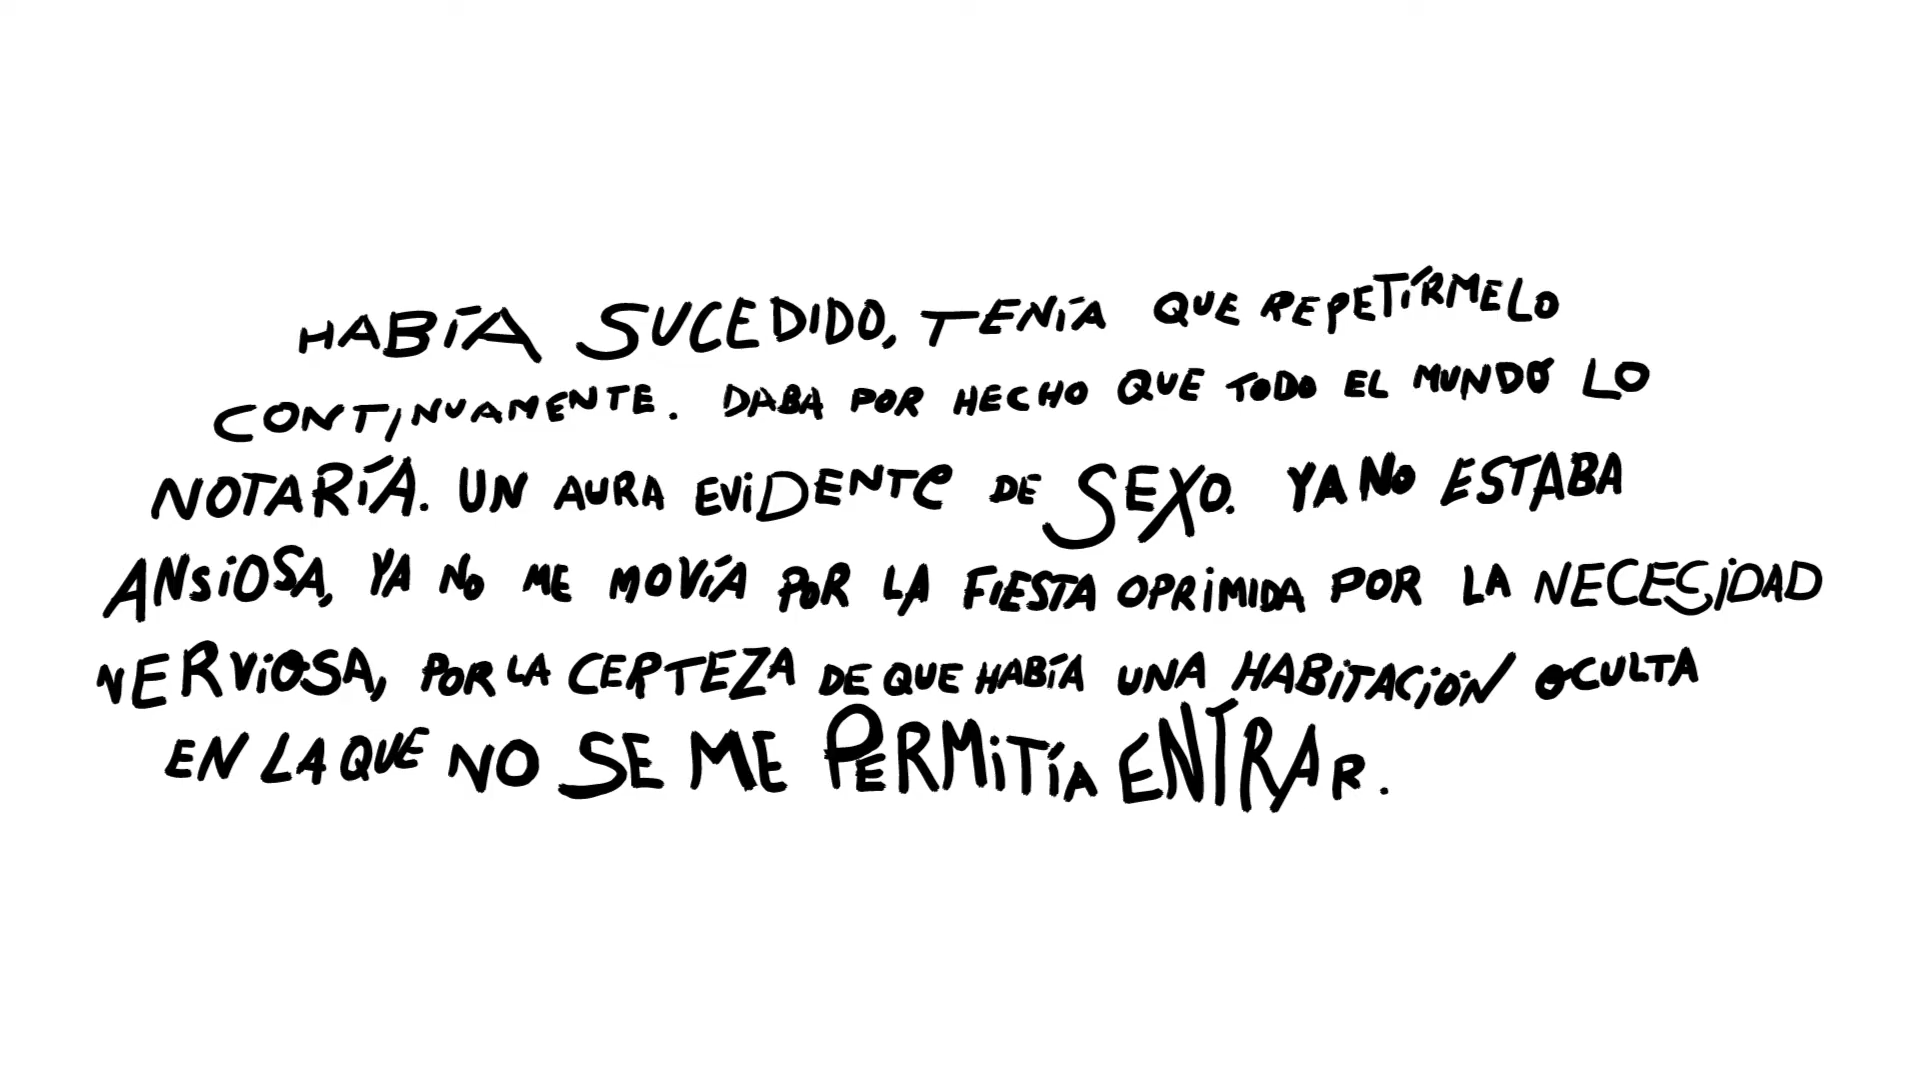 HABÍA SUCEDIDO, TENÍA QUE REPETÍRMELO
CONTINUAMENTE. DABA POR HECHO QUE TODO EL MUNDO LO
NOTARÍA. UN AURA EVIDENTE DE SEXO. YA NO ESTABA
ANSIOSA, YA NO ME MOVÍA POR LA FIESTA OPRIMIDA POR LA NECESIDAD
NERVIOSA, POR LA CERTEZA DE QUE HABÍA UNA HABITACIÓN OCULTA
EN LA QUE NO SE ME PERMITÍA ENTRAR.